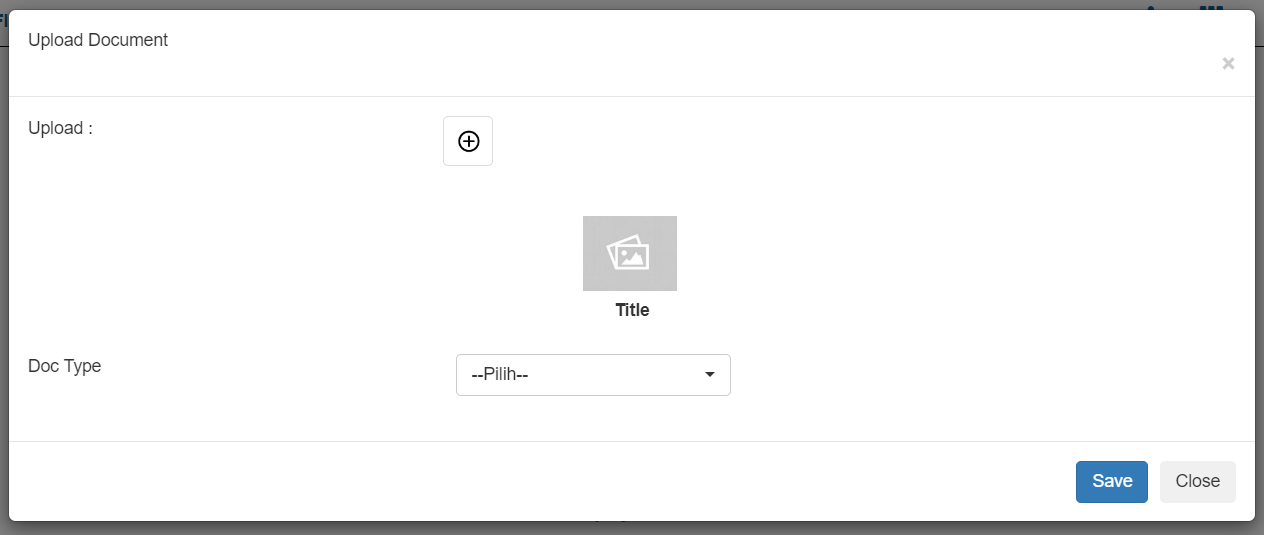 Upload Document
×
Upload :
Title
Doc Type
--Pilih--
Save
Close